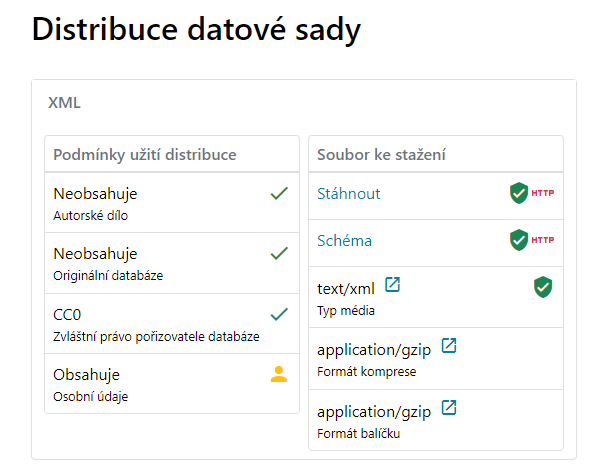 Distribuce datové sady
XML
Podmínky užití distribuce
Neobsahuje
Autorské dílo
Neobsahuje
Originální databáze
CC0
Zvláštní právo pořizovatele databáze
Obsahuje
Osobní údaje
Soubor ke stažení
Stáhnout HTTP
Schéma HTTP
text/xml
Typ média
application/gzip
Formát komprese
application/gzip
Formát balíčku